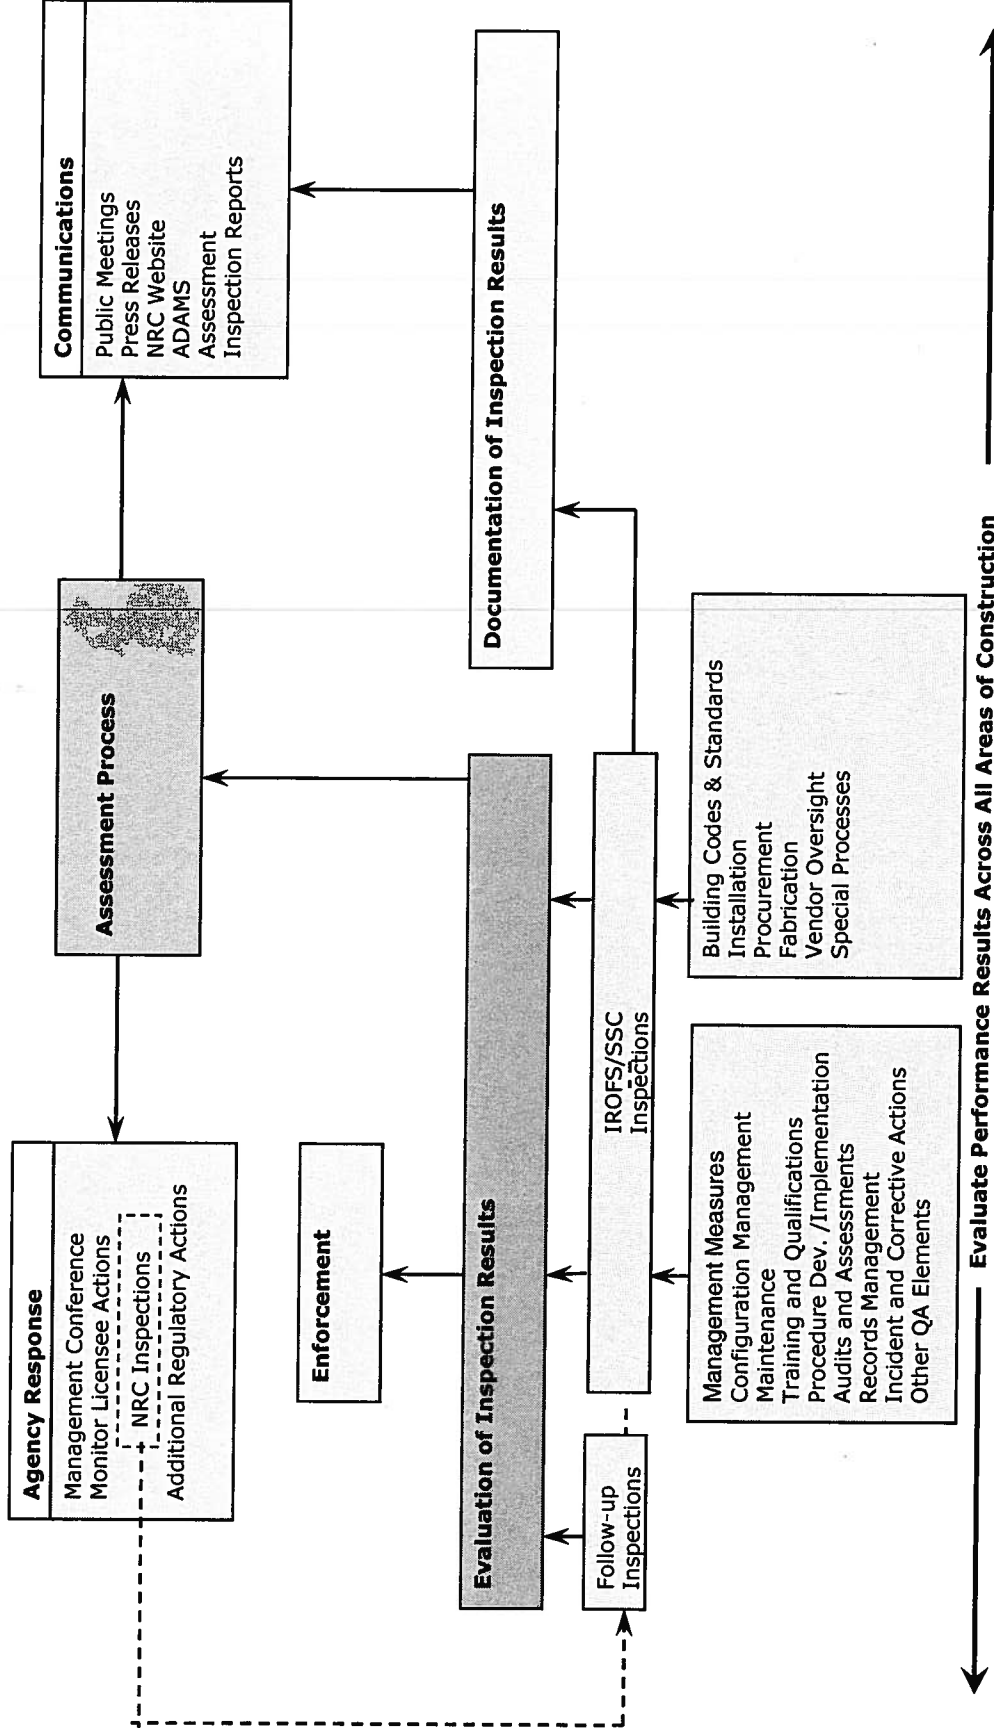 Agency Response
Management Conference
Monitor Licensee Actions
NRC Inspections
Additional Regulatory Actions
Assessment Process
Communications
Public Meetings
Press Releases
NRC Website
ADAMS
Assessment
Inspection Reports
Enforcement
Evaluation of Inspection Results
Documentation of Inspection Results
Follow-up
Inspections
IROFS/SSC
Inspections
Management Measures
Configuration Management
Maintenance
Training and Qualifications
Procedure Dev./Implementation
Audits and Assessments
Records Management
Incident and Corrective Actions
Other QA Elements
Building Codes & Standards
Installation
Procurement
Fabrication
Vendor Oversight
Special Processes
Evaluate Performance Results Across All Areas of Construction